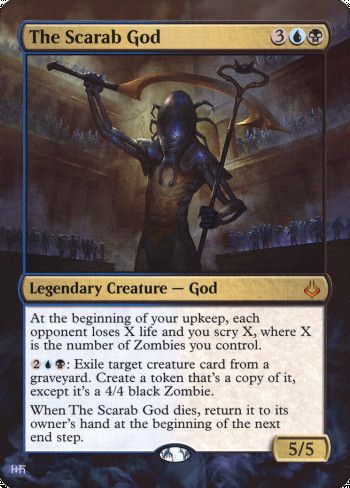 The Scarab God 3
Legendary Creature — God
At the beginning of your upkeep, each
opponent loses X life and you scry X, where X
is the number of Zombies you control.
2: Exile target creature card from a
graveyard. Create a token that's a copy of it,
except it's a 4/4 black Zombie.
When The Scarab God dies, return it to its
owner's hand at the beginning of the next
end step.
5/5